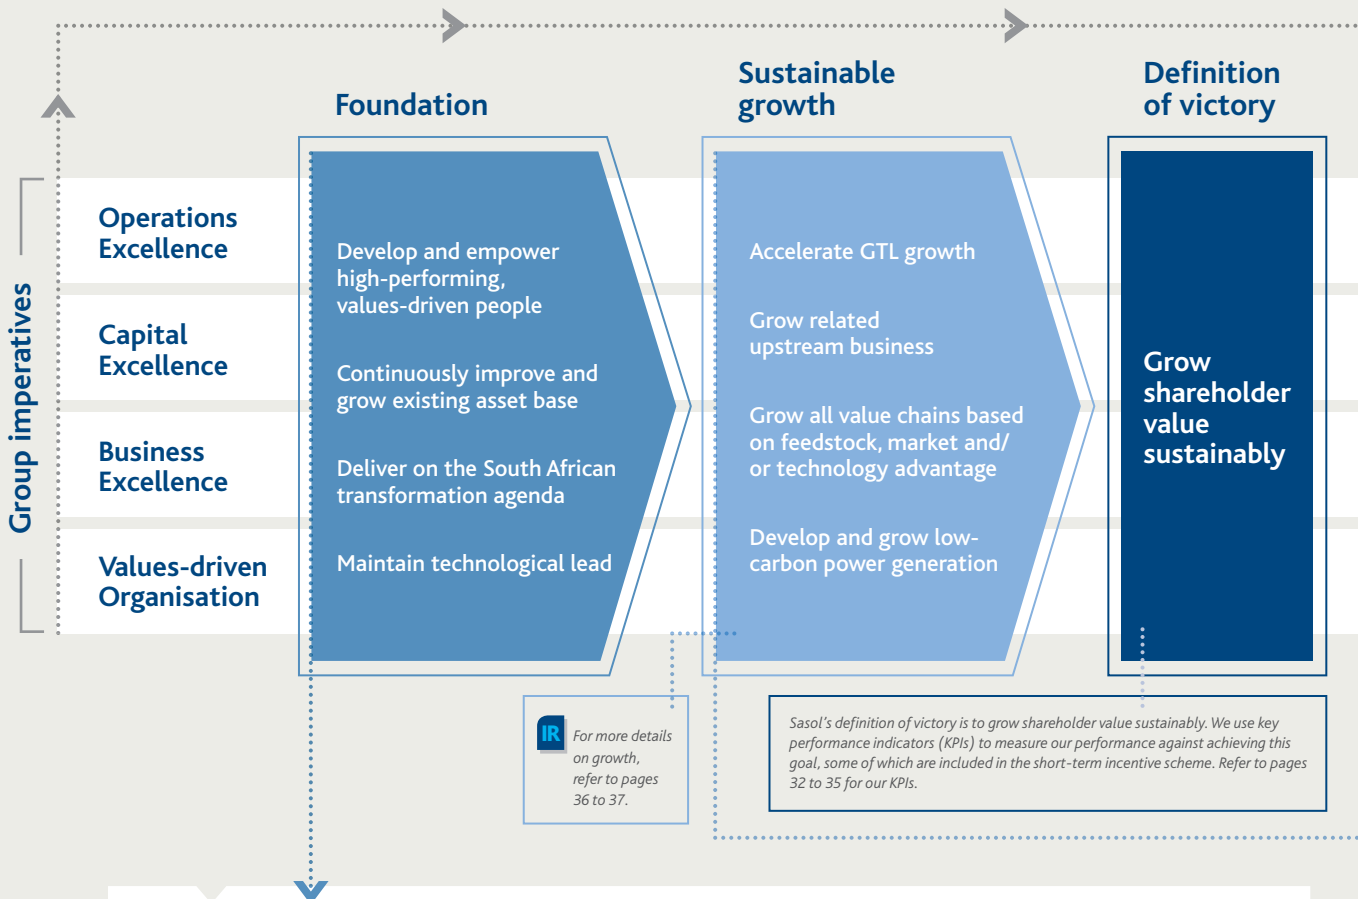 Foundation
Sustainable
growth
Definition
of victory
Group imperatives
Operations
Excellence
Capital
Excellence
Business
Excellence
Values-driven
Organisation
Develop and empower
high-performing,
values-driven people
Continuously improve and
grow existing asset base
Deliver on the South African
transformation agenda
Maintain technological lead
Accelerate GTL growth
Grow related
upstream business
Grow all value chains based
on feedstock, market and/
or technology advantage
Develop and grow low-
carbon power generation
Grow
shareholder
value
sustainably
IR
For more details
on growth,
refer to pages
36 to 37.
Sasol's definition of victory is to grow shareholder value sustainably. We use key
performance indicators (KPIs) to measure our performance against achieving this
goal, some of which are included in the short-term incentive scheme. Refer to pages
32 to 35 for our KPIs.